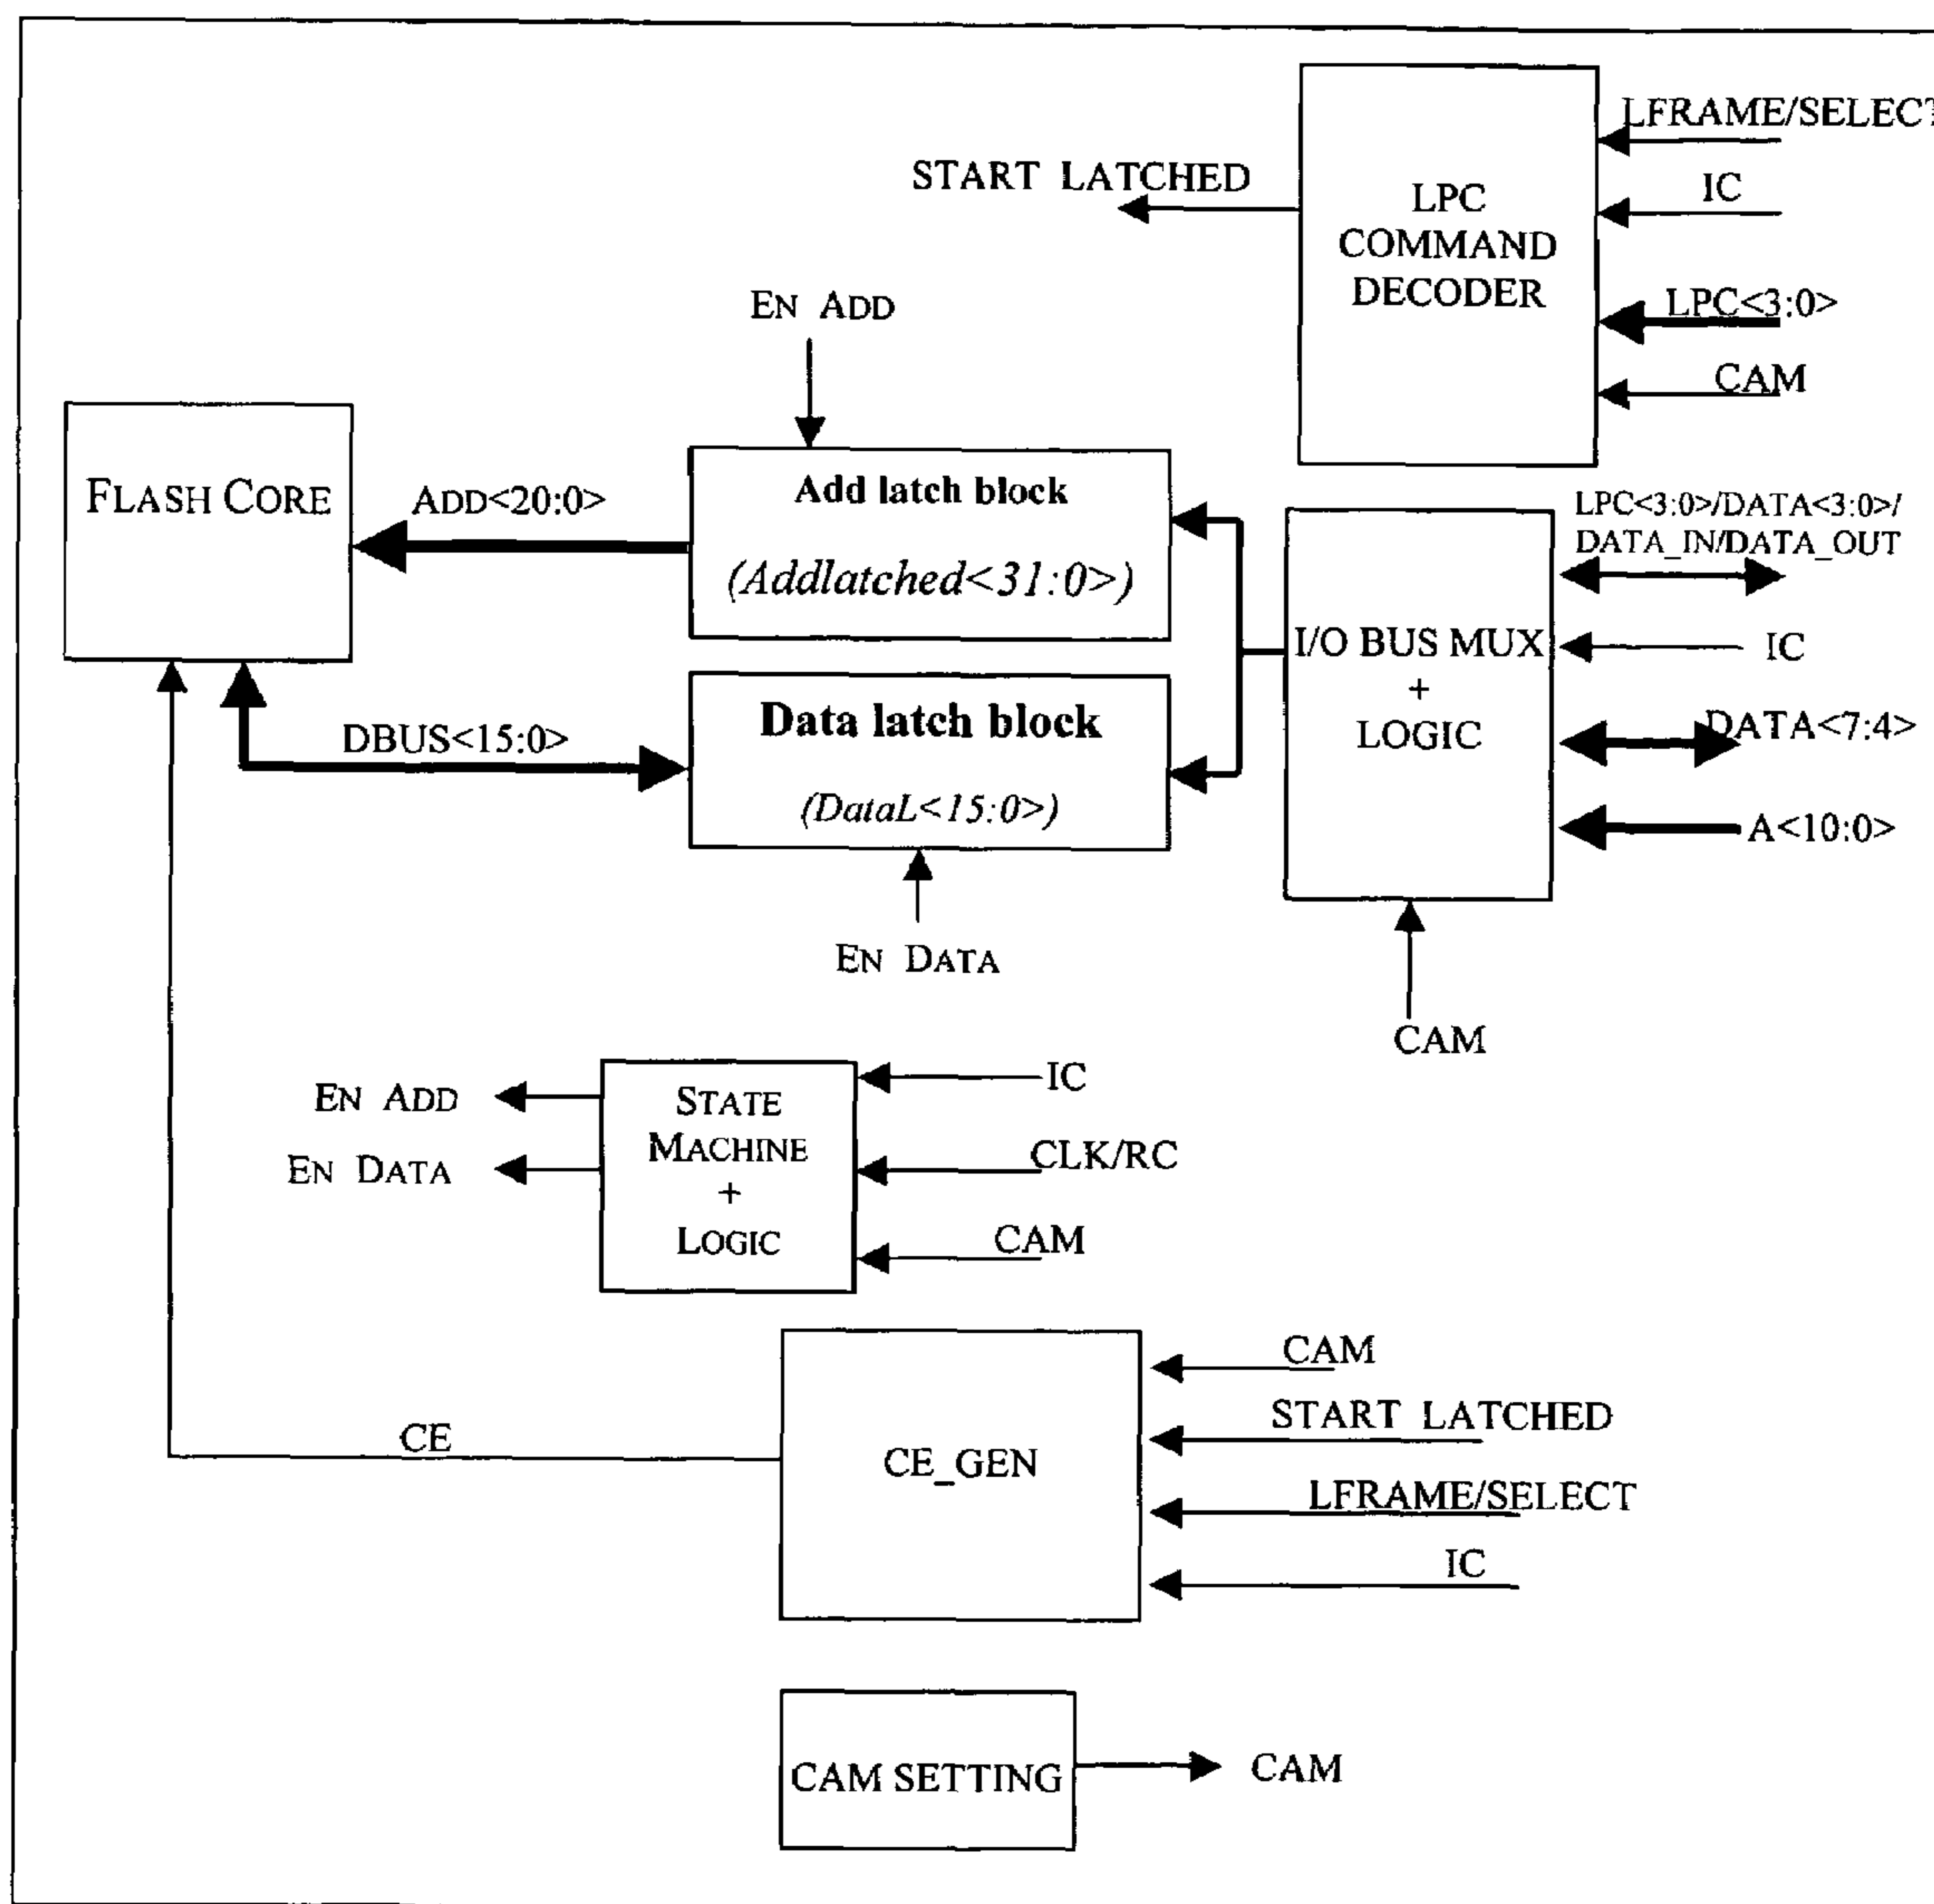 LFRAME/SELECT
START LATCHED
IC
LPC
COMMAND
DECODER
LPC<3:0>
CAM
EN ADD
FLASH CORE
ADD<20:0>
Add latch block
(Addlatched<31:0>)
LPC<3:0>/DATA<3:0>/
DATA_IN/DATA_OUT
I/O BUS MUX
+
LOGIC
IC
DATA<7:4>
A<10:0>
DBUS<15:0>
Data latch block
(DataL<15:0>)
EN DATA
CAM
EN ADD
EN DATA
STATE
MACHINE
+
LOGIC
IC
CLK/RC
CAM
CE
CE_GEN
CAM
START LATCHED
LFRAME/SELECT
IC
CAM SETTING
CAM